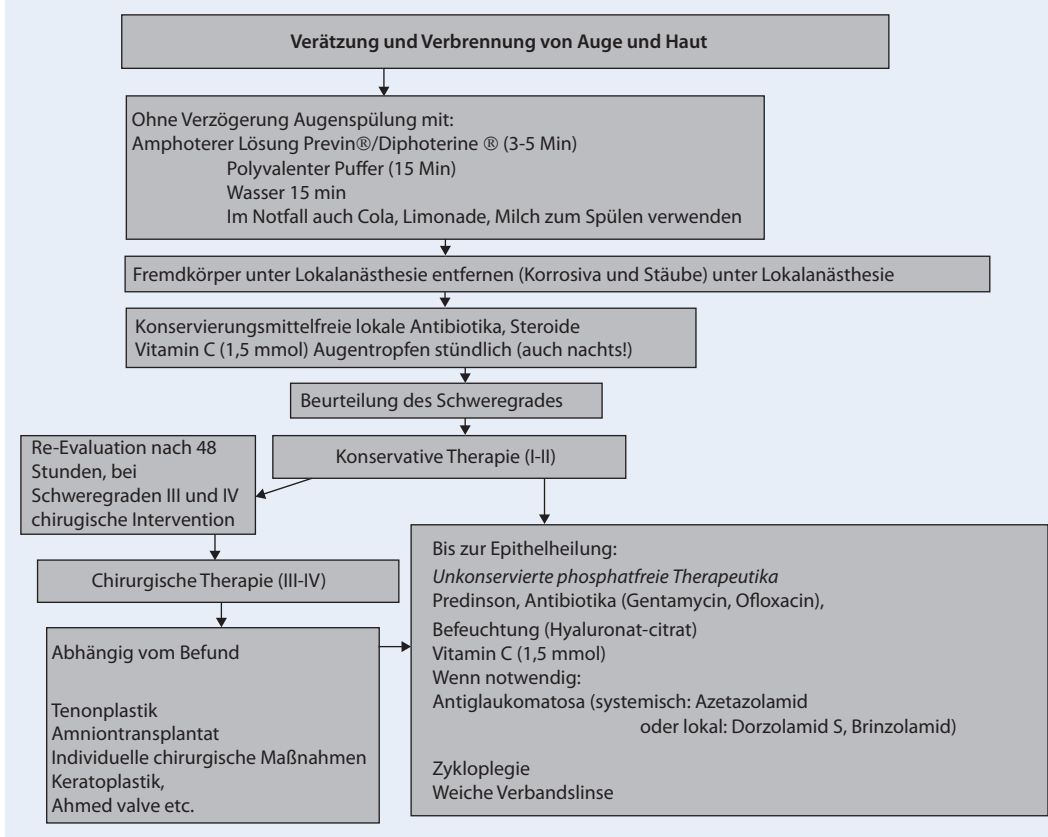 Verätzung und Verbrennung von Auge und Haut
Ohne Verzögerung Augenspülung mit:
Amphoterer Lösung Previn®/Diphoterine ® (3-5 Min)
Polyvalenter Puffer (15 Min)
Wasser 15 min
Im Notfall auch Cola, Limonade, Milch zum Spülen verwenden
Fremdkörper unter Lokalanästhesie entfernen (Korrosiva und Stäube) unter Lokalanästhesie
Konservierungsmittelfreie lokale Antibiotika, Steroide
Vitamin C (1,5 mmol) Augentropfen stündlich (auch nachts!)
Beurteilung des Schweregrades
Konservative Therapie (I-II)
Re-Evaluation nach 48
Stunden, bei
Schweregraden III und IV
chirugische Intervention
Chirurgische Therapie (III-IV)
Abhängig vom Befund
Tenonplastik
Amniontransplantat
Individuelle chirurgische Maßnahmen
Keratoplastik,
Ahmed valve etc.
Bis zur Epithelheilung:
Unkonservierte phosphatfreie Therapeutika
Predinson, Antibiotika (Gentamycin, Ofloxacin),
Befeuchtung (Hyaluronat-citrat)
Vitamin C (1,5 mmol)
Wenn notwendig:
Antiglaukomatosa (systemisch: Azetazolamid
oder lokal: Dorzolamid S, Brinzolamid)
Zykloplegie
Weiche Verbandslinse